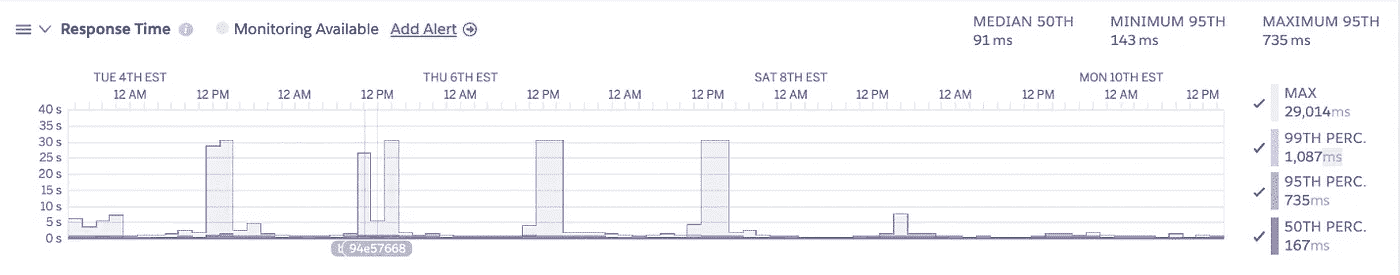 Response Time
Monitoring Available
Add Alert
MEDIAN 50TH
91 ms
MINIMUM 95TH
143 ms
MAXIMUM 95TH
735 ms
TUE 4TH EST
THU 6TH EST
SAT 8TH EST
MON 10TH EST
12 AM 12 PM 12 AM 12 PM 12 AM 12 PM 12 AM 12 PM 12 AM 12 PM 12 AM 12 PM 12 AM 12 PM
40 s
35 s
30 s
25 s
20 s
15 s
10 s
5 s
0 s
94e57668
MAX
29,014ms
99TH PERC.
1,087ms
95TH PERC.
735ms
50TH PERC.
167ms